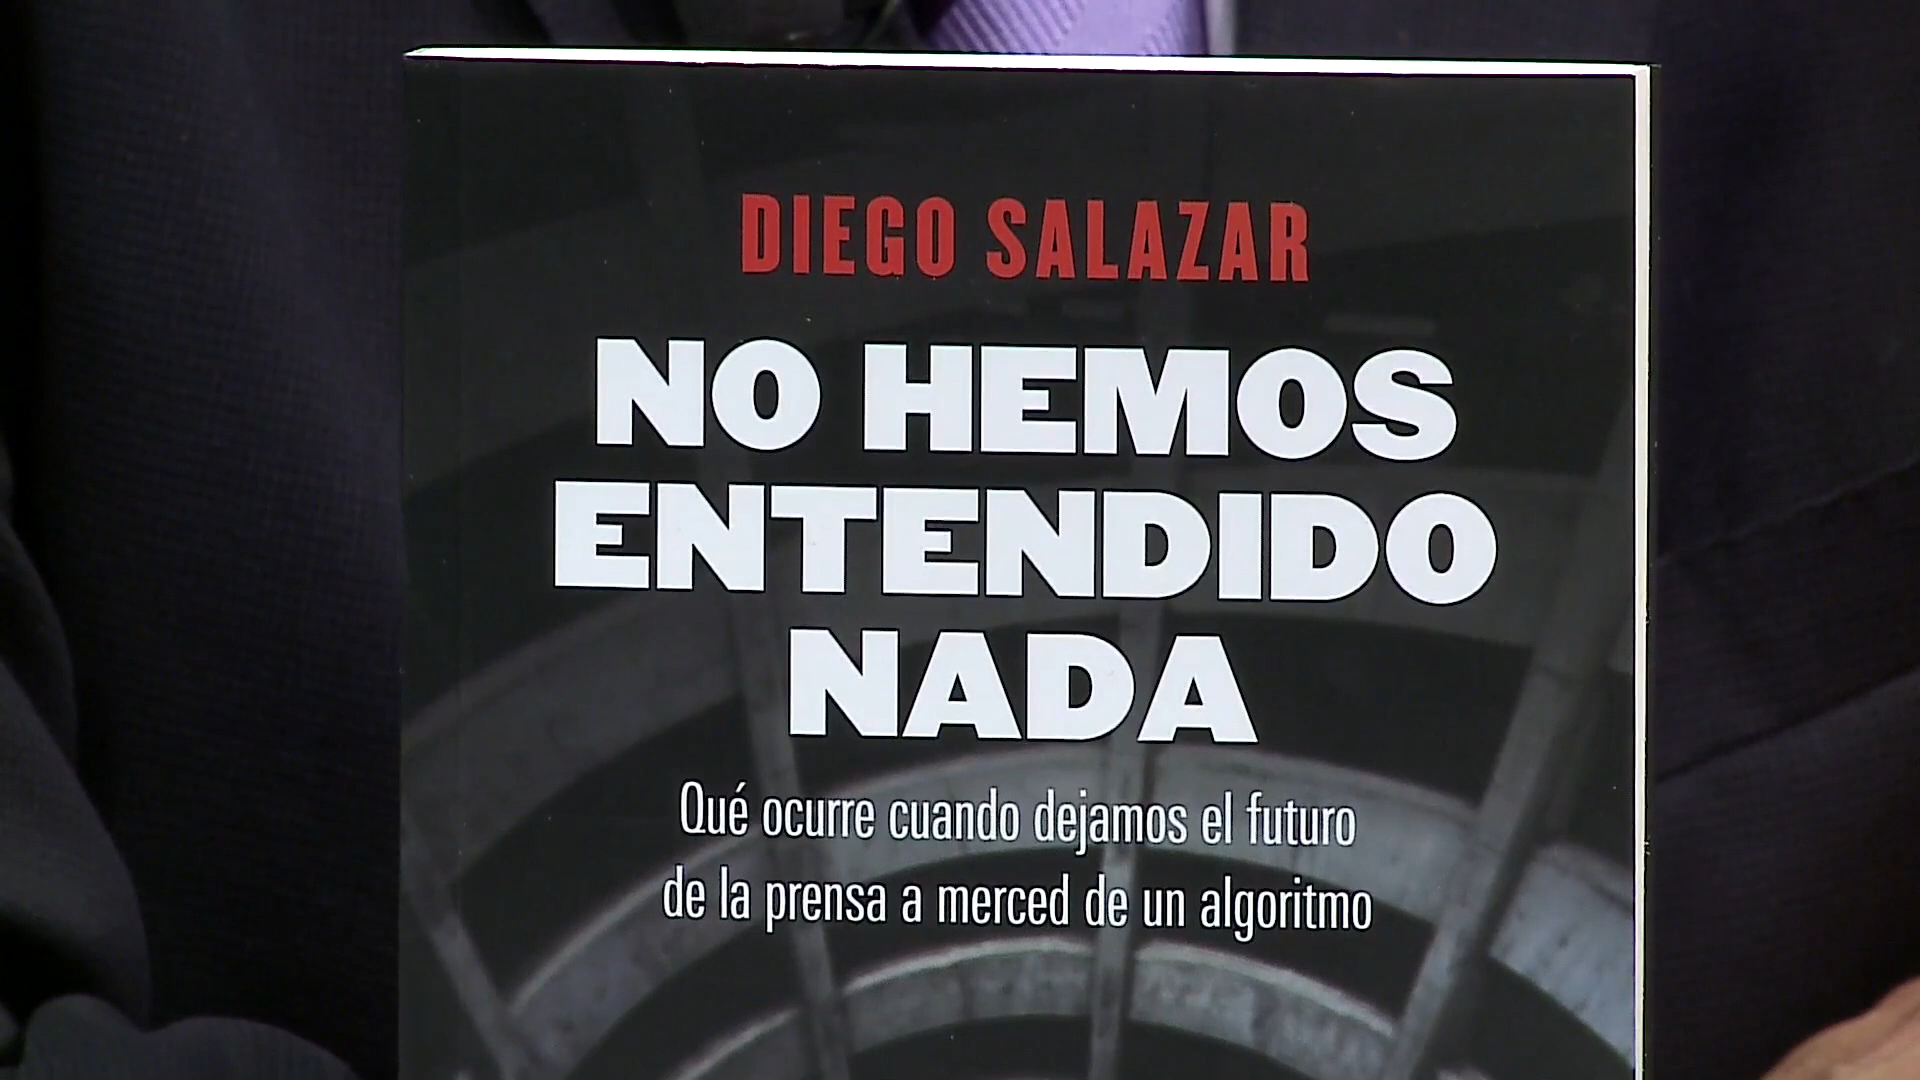 DIEGO SALAZAR
NO HEMOS
ENTENDIDO
NADA
Qué ocurre cuando dejamos el futuro
de la prensa a merced de un algoritmo